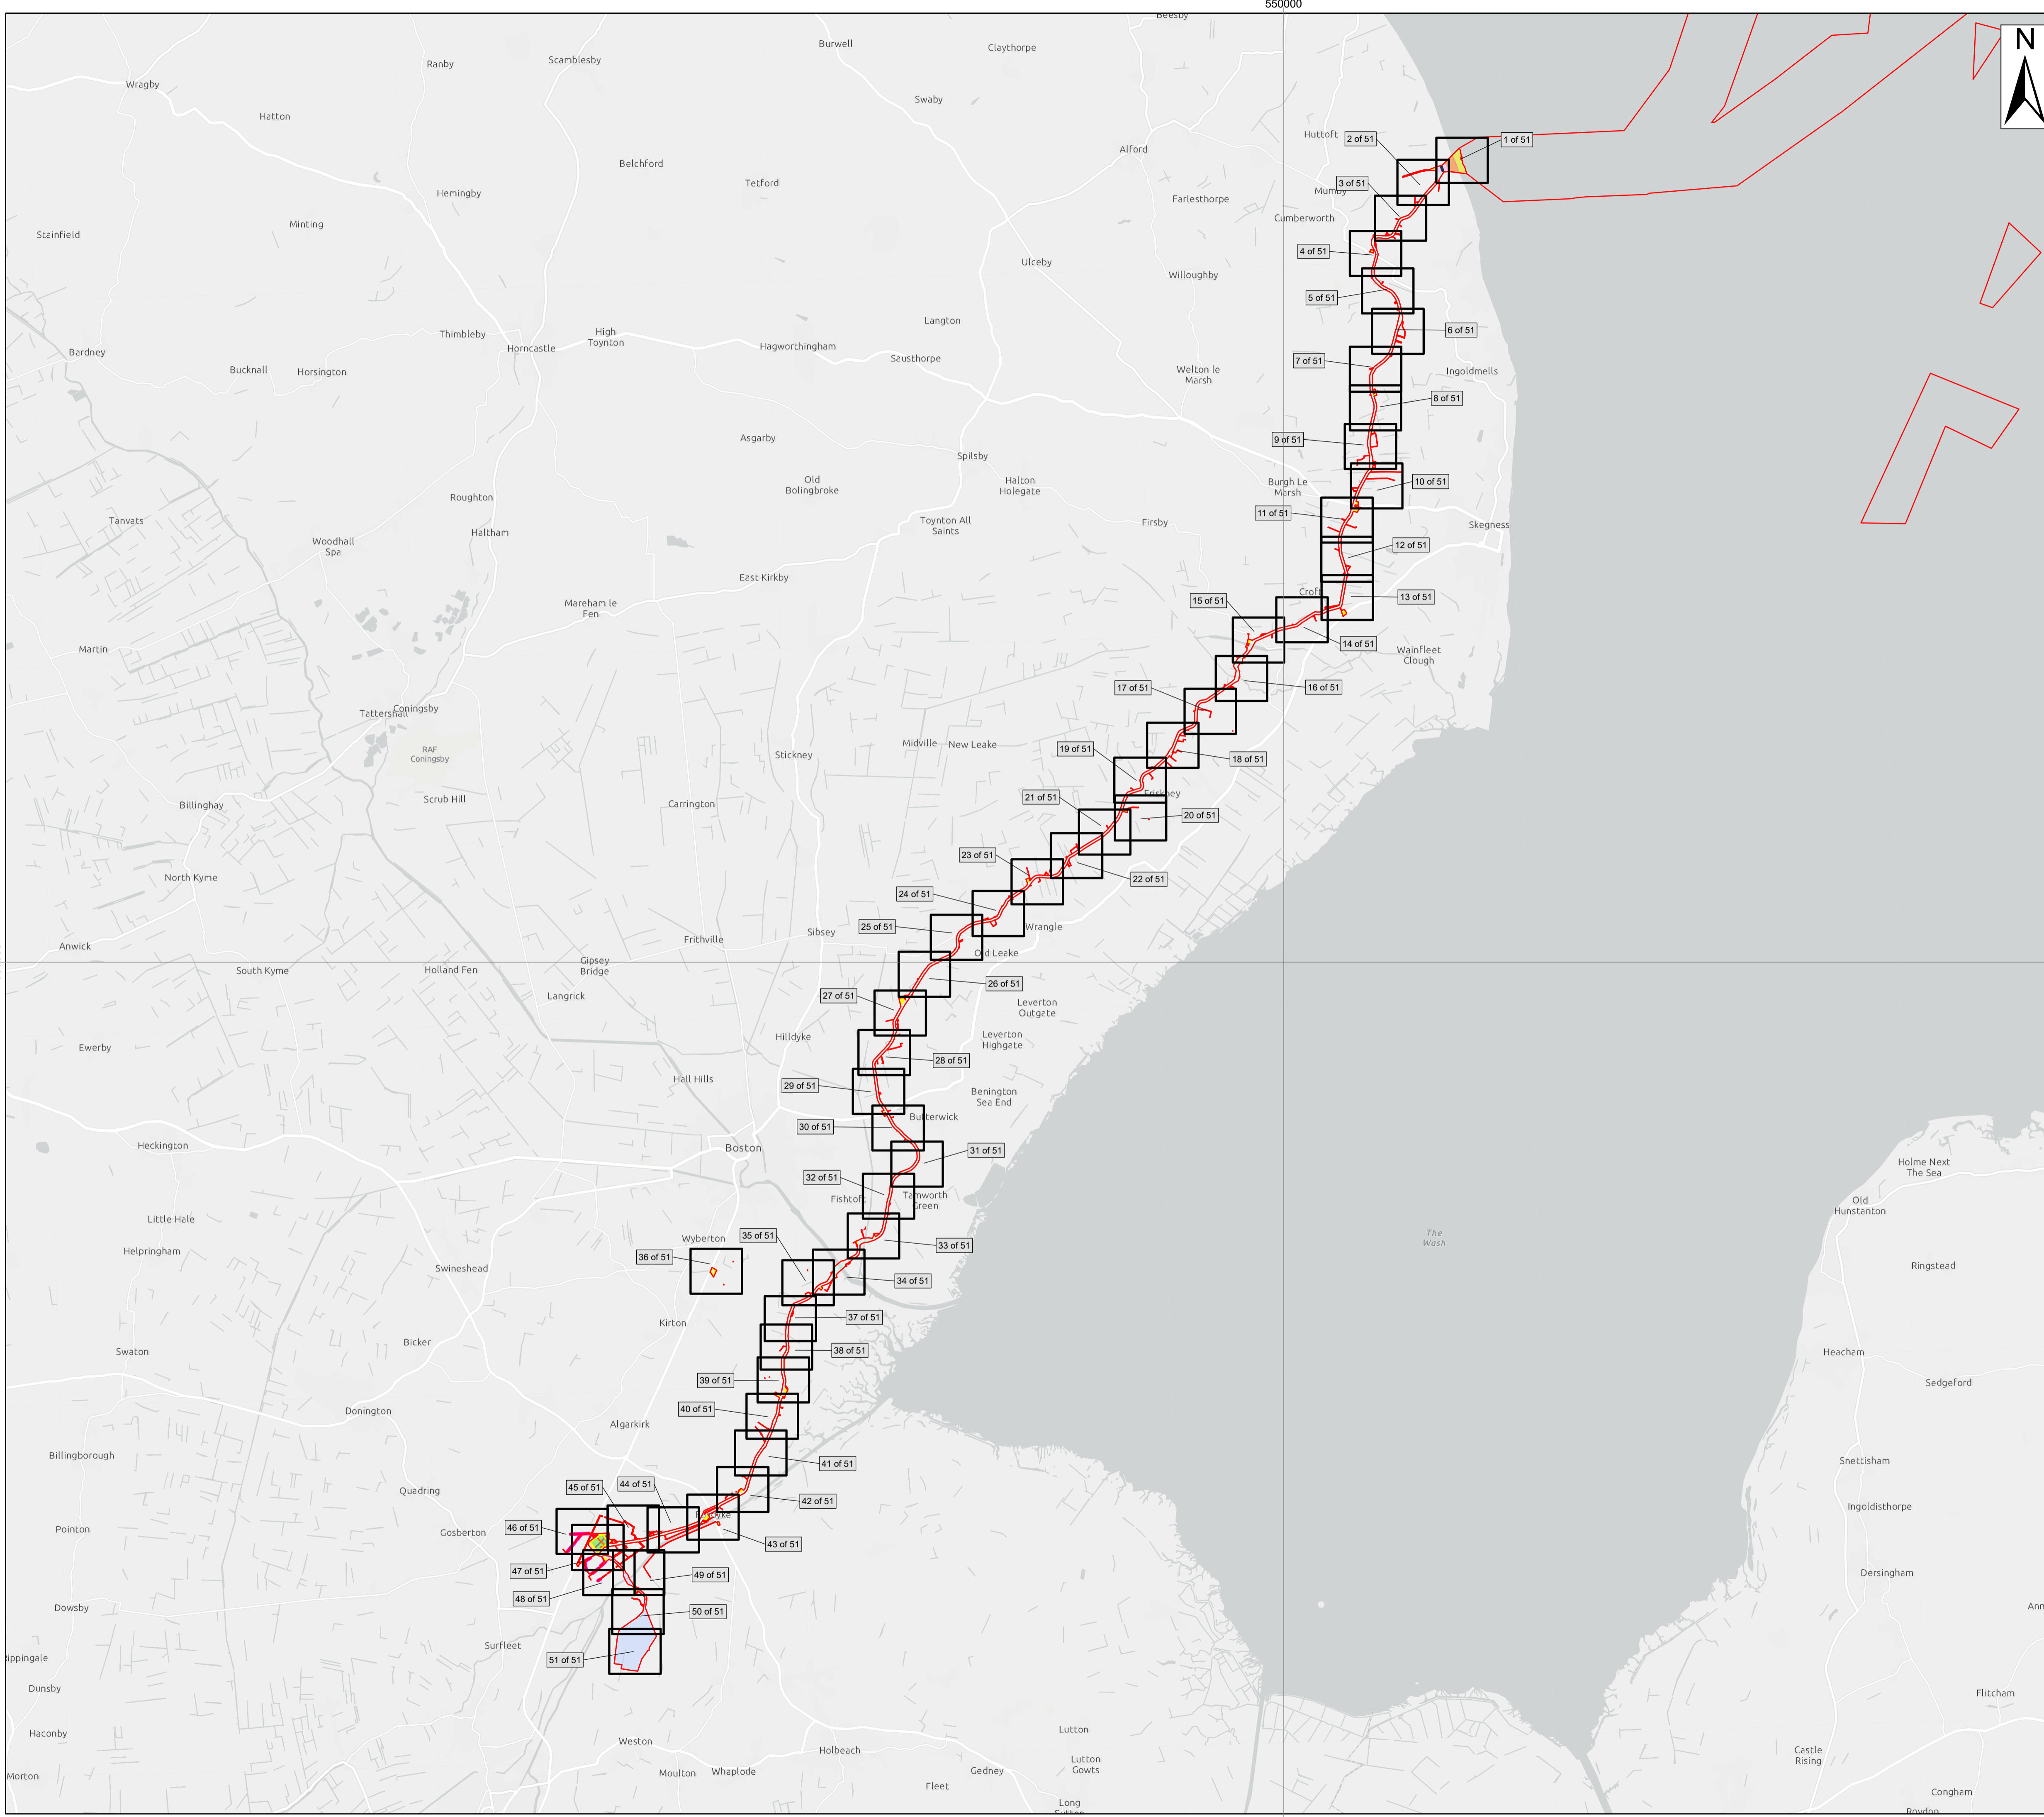 550000
N
Beesby
Burwell
Claythorpe
Ranby
Scamblesby
Wragby
Hatton
Swaby
Huttoft
2 of 51
1 of 51
Alford
Belchford
Tetford
3 of 51
Mumby
Hemingby
Farlesthorpe
Cumberworth
Minting
Stainfield
4 of 51
Ulceby
Willoughby
5 of 51
Langton
6 of 51
Thimbleby
High
Toynton
Horncastle
Hagworthingham
Sausthorpe
Bardney
7 of 51
Bucknall
Horsington
Welton le
Marsh
Ingoldmells
8 of 51
Asgarby
9 of 51
Spilsby
Old
Bolingbroke
Halton
Holegate
Burgh Le
Marsh
10 of 51
Roughton
11 of 51
Tanvats
Toynton All
Saints
Firsby
Skegness
Haltham
Woodhall
Spa
12 of 51
East Kirkby
Mareham le
Fen
Croft
13 of 51
15 of 51
14 of 51
Martin
Wainfleet
Clough
17 of 51
16 of 51
Coningsby
Tattershall
RAF
Coningsby
Stickney
Midville
New Leake
19 of 51
18 of 51
Friskney
21 of 51
20 of 51
Scrub Hill
Carrington
Billinghay
23 of 51
22 of 51
North Kyme
24 of 51
25 of 51
Wrangle
Sibsey
Frithville
Anwick
Old Leake
South Kyme
Holland Fen
Gipsey
Bridge
26 of 51
Langrick
27 of 51
Leverton
Outgate
Hilldyke
Leverton
Highgate
Ewerby
28 of 51
Hall Hills
29 of 51
Benington
Sea End
Butterwick
30 of 51
Heckington
Boston
31 of 51
32 of 51
Fishtoft
Tamworth
Green
Holme Next
The Sea
Old
Hunstanton
Little Hale
Wyberton
35 of 51
33 of 51
The
Wash
Helpringham
36 of 51
Swineshead
Ringstead
34 of 51
37 of 51
Kirton
Bicker
38 of 51
Swaton
Heacham
39 of 51
Sedgeford
Donington
40 of 51
Algarkirk
Billingborough
41 of 51
Snettisham
45 of 51
44 of 51
Quadring
42 of 51
Ingoldisthorpe
46 of 51
Pointon
Gosberton
43 of 51
47 of 51
49 of 51
Dersingham
48 of 51
Dowsby
50 of 51
Ann
Surfleet
51 of 51
ippingale
Dunsby
Flitcham
Haconby
Lutton
Weston
Holbeach
Castle
Rising
Lutton
Gowts
Morton
Moulton
Whaplode
Gedney
Fleet
Congham
Long
Sutton
Roydon